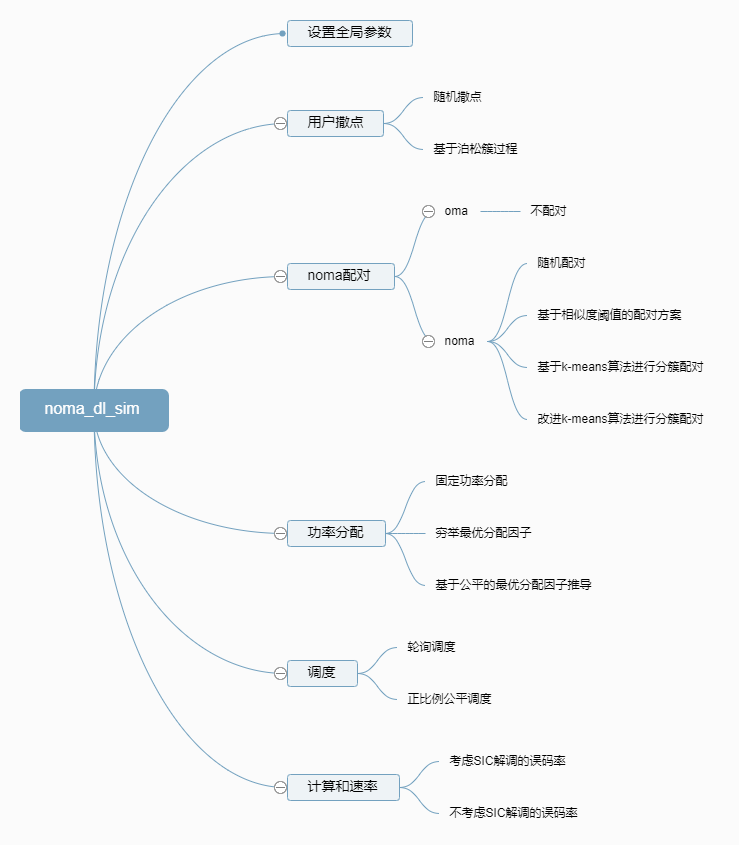 设置全局参数
用户撒点
随机撒点
基于泊松簇过程
noma配对
oma
不配对
noma
随机配对
基于相似度阈值的配对方案
基于k-means算法进行分簇配对
改进k-means算法进行分簇配对
noma_dl_sim
功率分配
固定功率分配
穷举最优分配因子
基于公平的最优分配因子推导
调度
轮询调度
正比例公平调度
计算和速率
考虑SIC解调的误码率
不考虑SIC解调的误码率